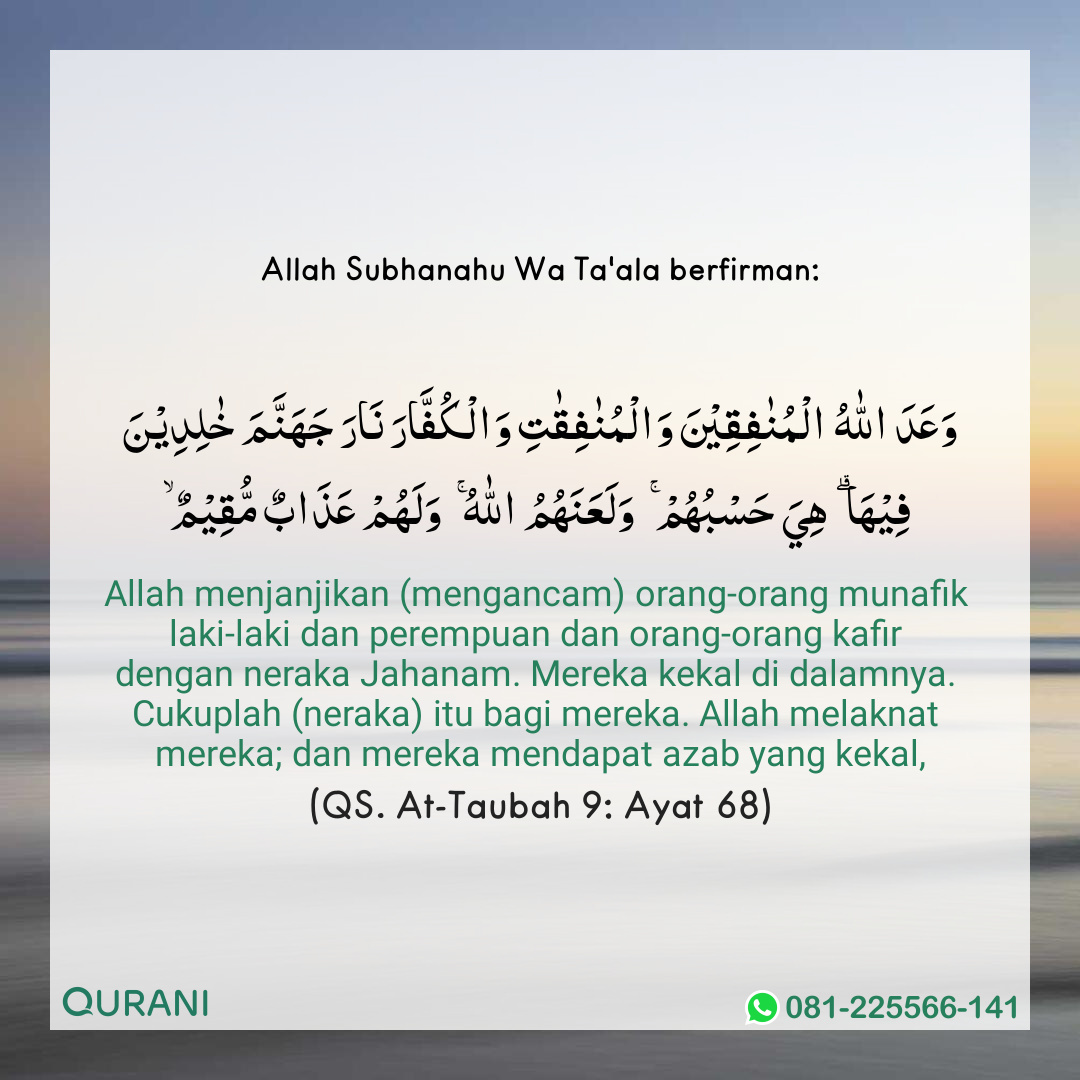 Allah Subhanahu Wa Ta'ala berfirman:
وَعَدَ اللّٰهُ الْمُنٰفِقِيْنَ وَالْمُنٰفِقٰتِ وَالْـكُفَّارَ نَارَ جَهَنَّمَ خٰلِدِيْنَ
فِيْهَاۗ هِيَ حَسْبُهُمْ ۚ وَلَعَنَهُمُ اللّٰهُ ۚ وَلَهُمْ عَذَابٌ مُّقِيْمٌ ۙ
Allah menjanjikan (mengancam) orang-orang munafik
laki-laki dan perempuan dan orang-orang kafir
dengan neraka Jahanam. Mereka kekal di dalamnya.
Cukuplah (neraka) itu bagi mereka. Allah melaknat
mereka; dan mereka mendapat azab yang kekal,
(QS. At-Taubah 9: Ayat 68)
QURANI
081-225566-141